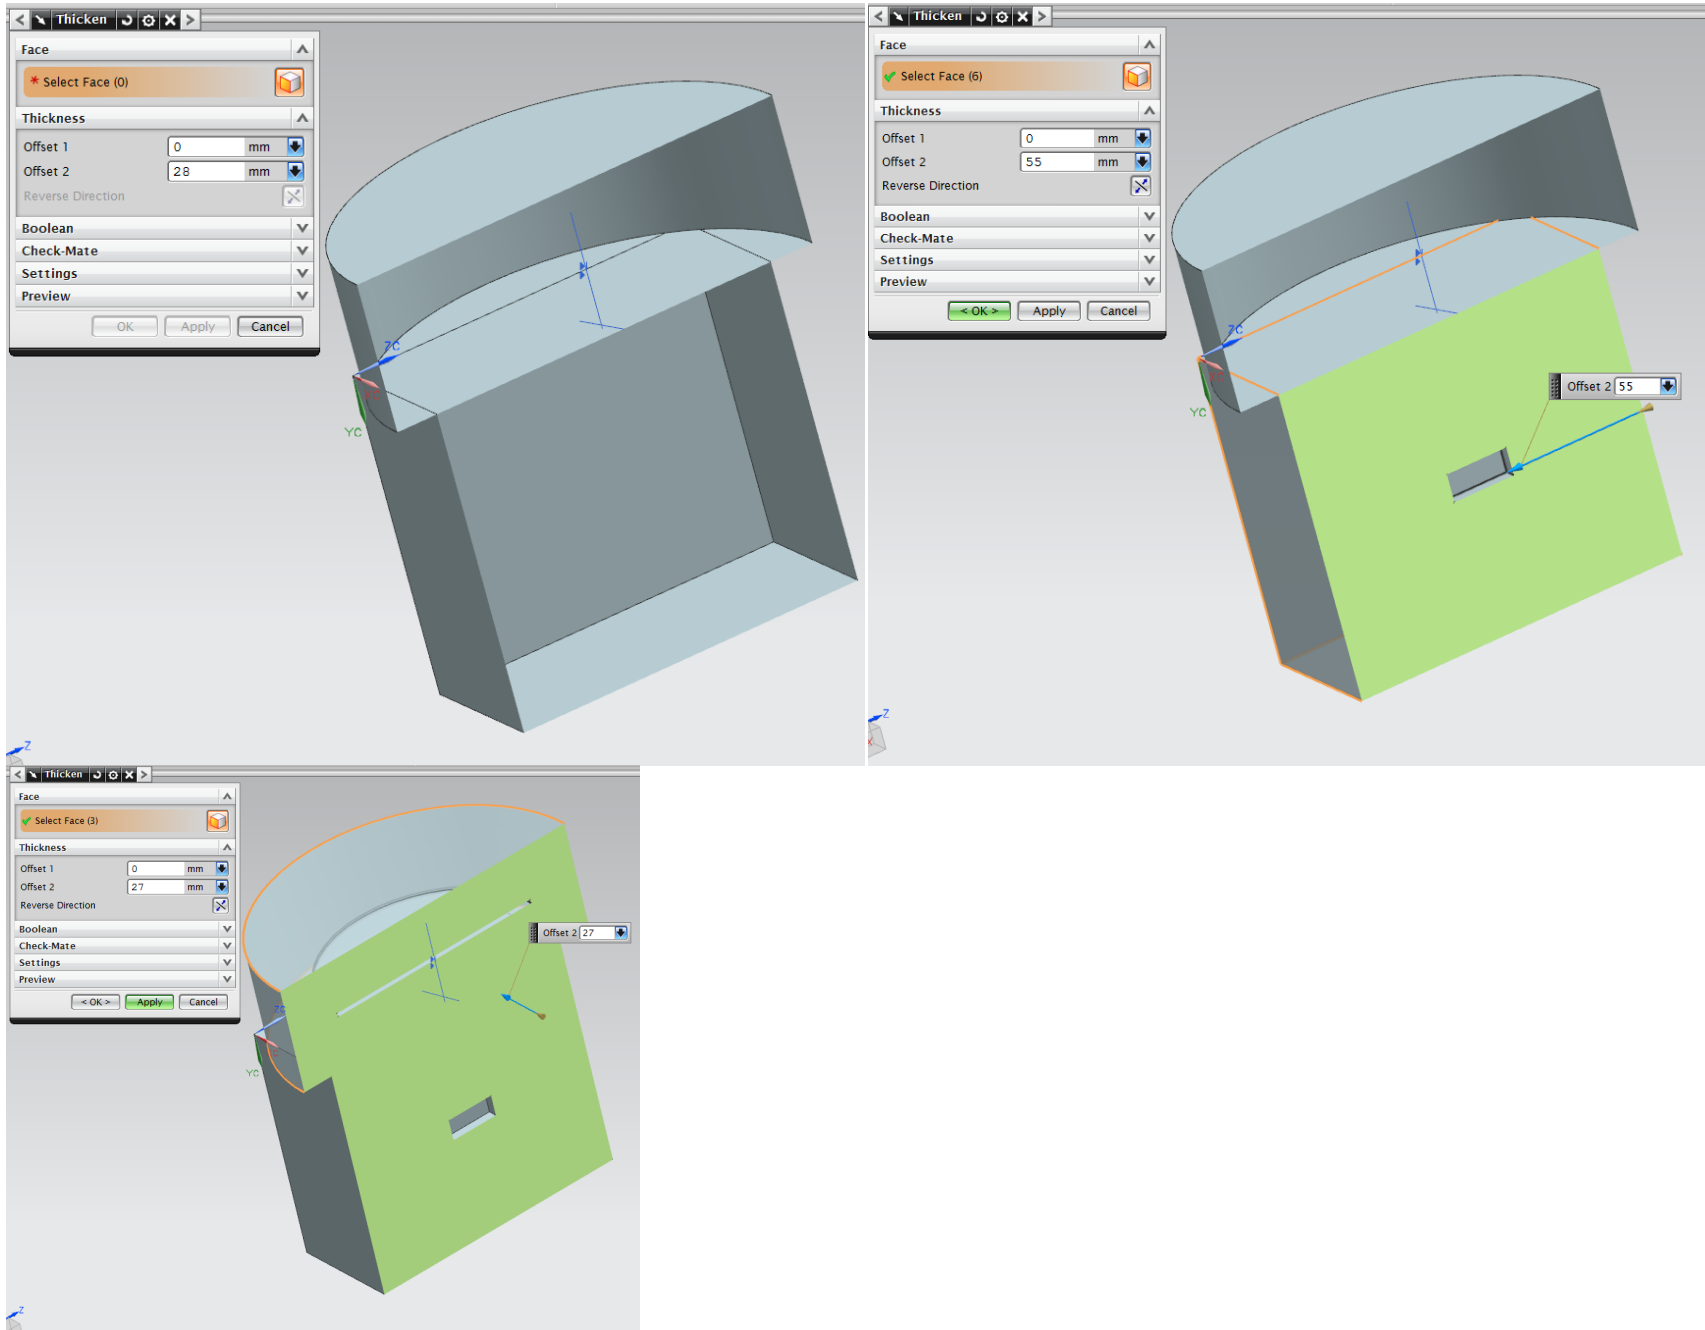 Thicken
Face
* Select Face (0)
Thickness
Offset 1 0 mm
Offset 2 28 mm
Reverse Direction
Boolean
Check-Mate
Settings
Preview
OK Apply Cancel
ZC
XC
YC
Z
Thicken
Face
Select Face (6)
Thickness
Offset 1 0 mm
Offset 2 55 mm
Reverse Direction
Boolean
Check-Mate
Settings
Preview
< OK > Apply Cancel
ZC
YC
Offset 2 55
Z
X
Thicken
Face
Select Face (3)
Thickness
Offset 1 0 mm
Offset 2 27 mm
Reverse Direction
Boolean
Check-Mate
Settings
Preview
< OK > Apply Cancel
ZC
YC
Offset 2 27
Z